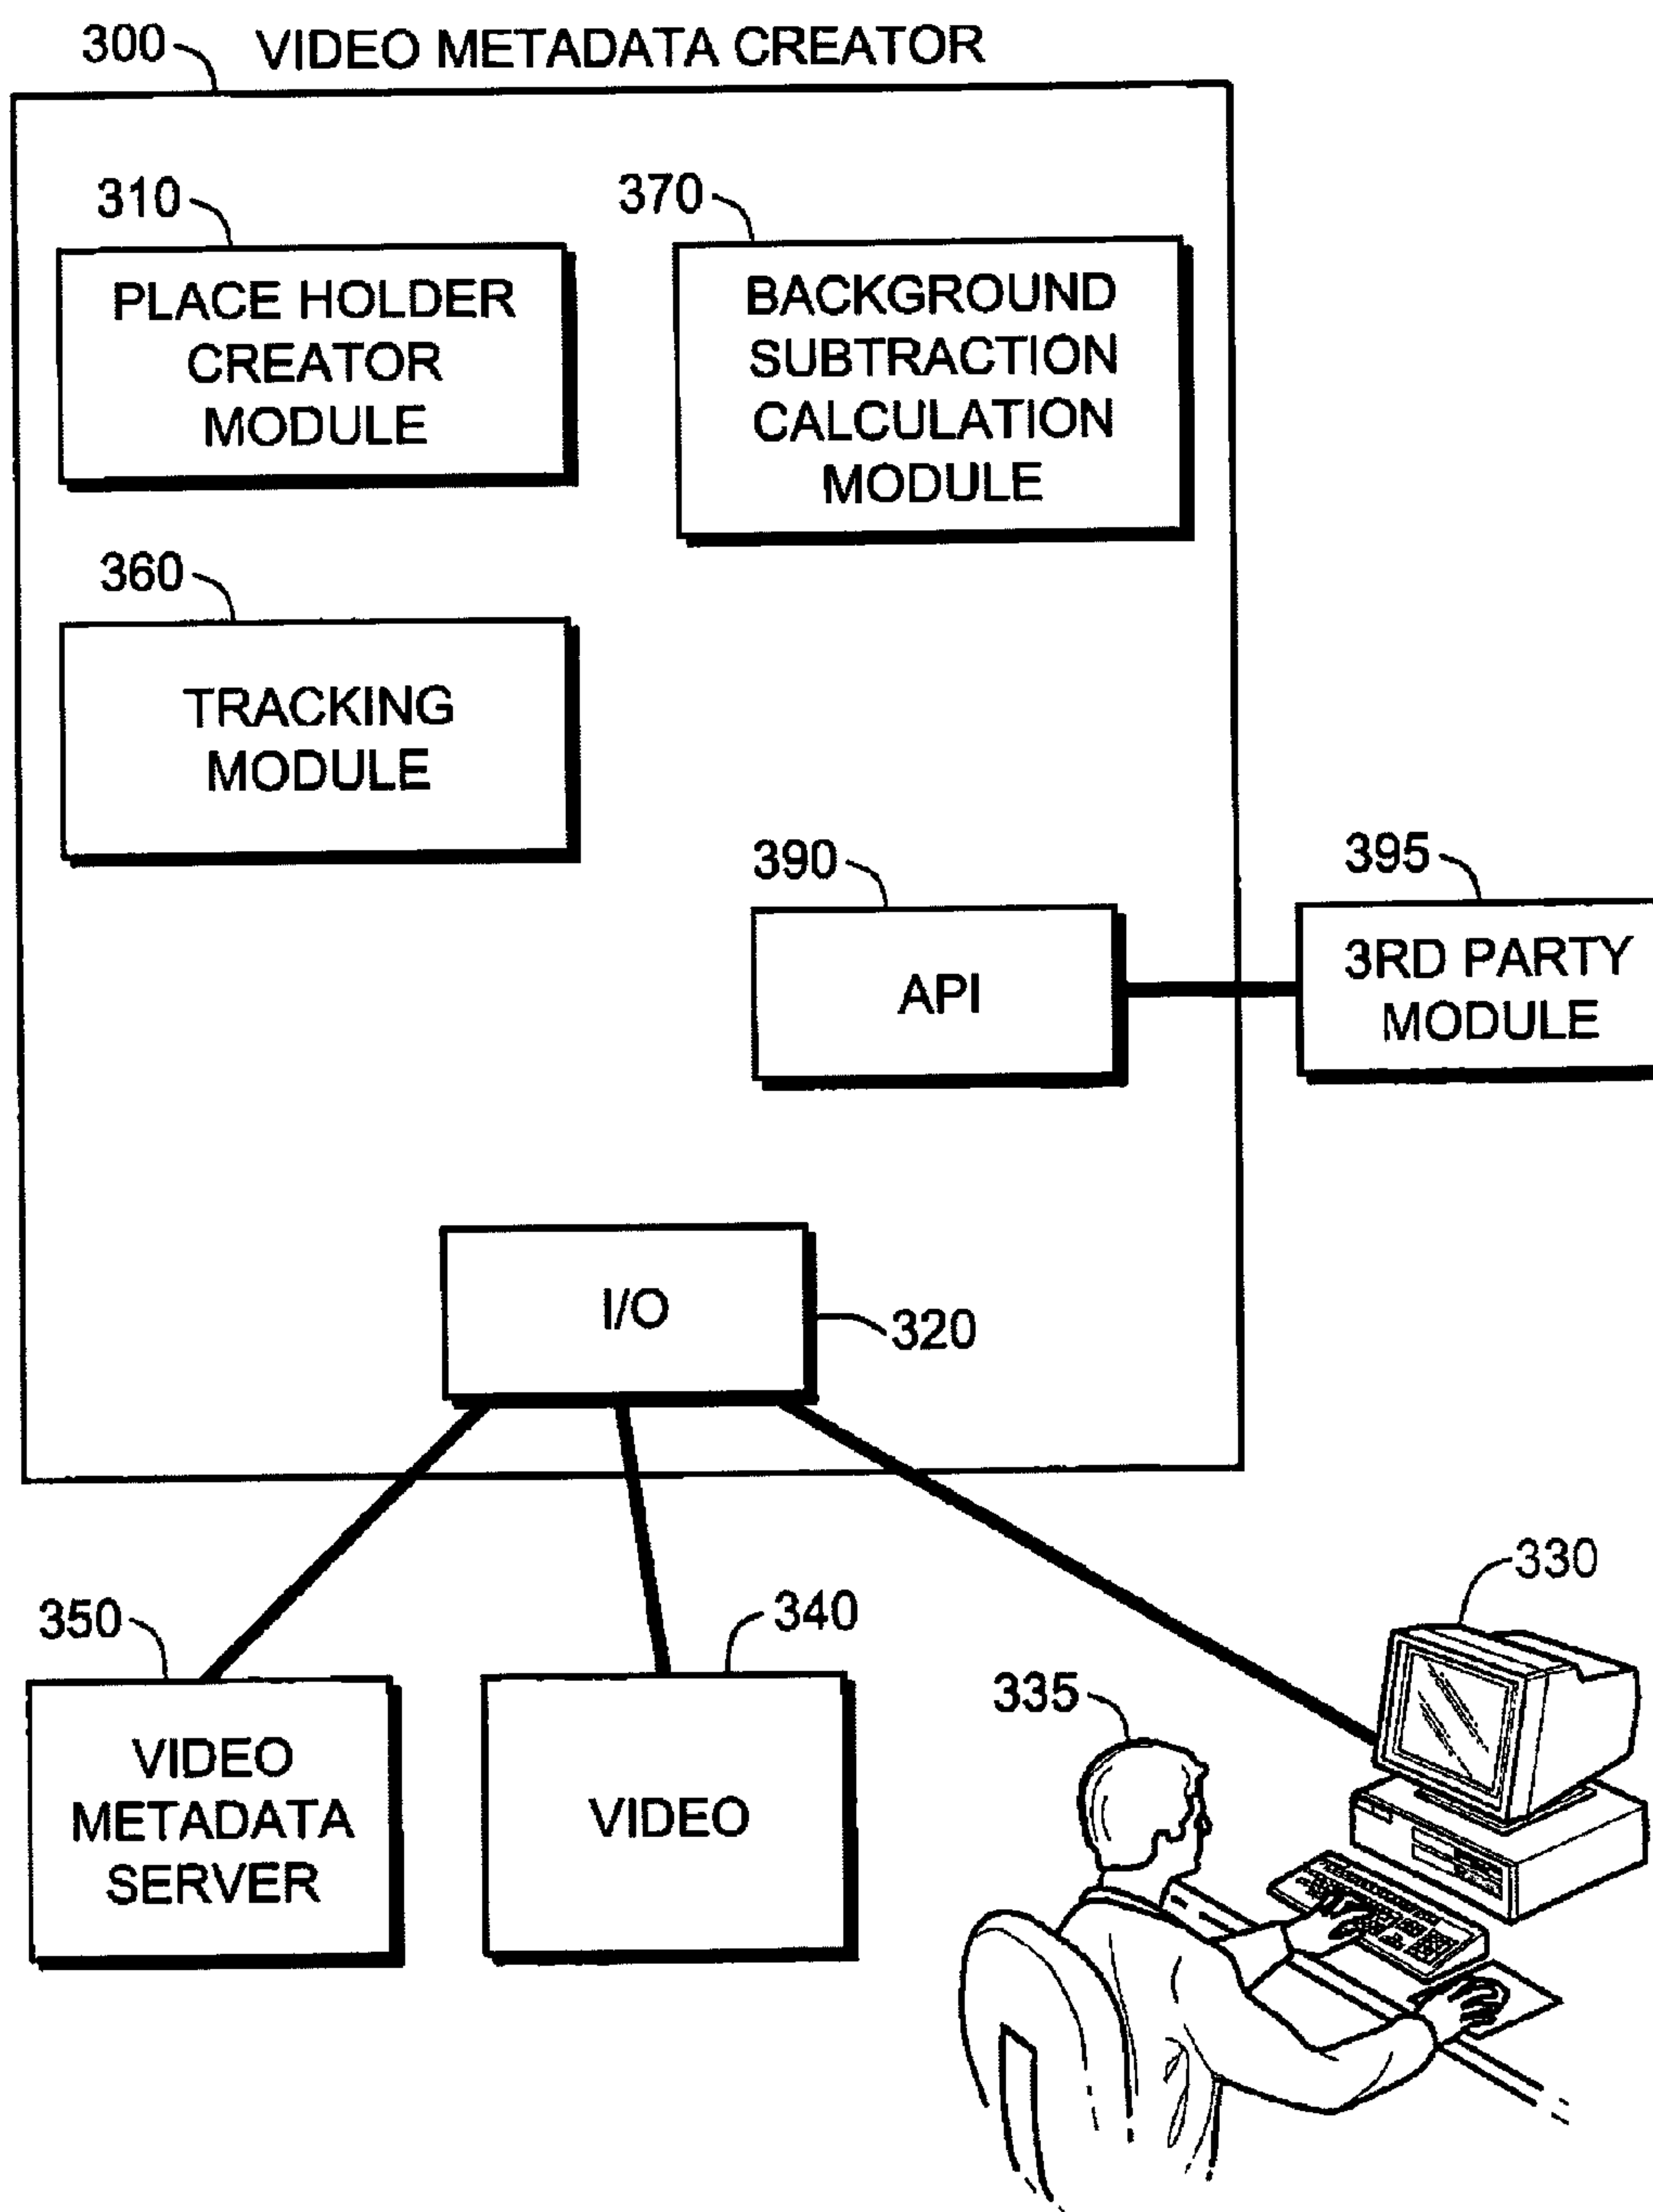 300 VIDEO METADATA CREATOR
310
PLACE HOLDER
CREATOR
MODULE
370
BACKGROUND
SUBTRACTION
CALCULATION
MODULE
360
TRACKING
MODULE
390
API
395
3RD PARTY
MODULE
I/O
320
350
VIDEO
METADATA
SERVER
340
VIDEO
335
330